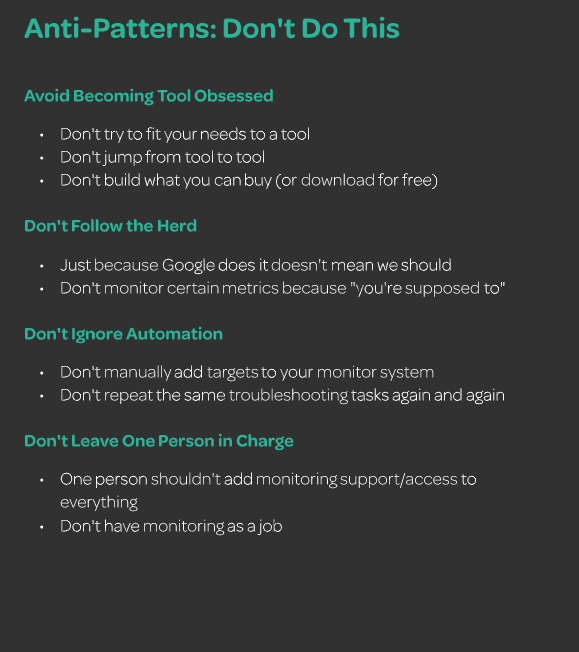 Anti-Patterns: Don't Do This
Avoid Becoming Tool Obsessed
• Don't try to fit your needs to a tool
• Don't jump from tool to tool
• Don't build what you can buy (or download for free)
Don't Follow the Herd
• Just because Google does it doesn't mean we should
• Don't monitor certain metrics because "you're supposed to"
Don't Ignore Automation
• Don't manually add targets to your monitor system
• Don't repeat the same troubleshooting tasks again and again
Don't Leave One Person in Charge
• One person shouldn't add monitoring support/access to
everything
• Don't have monitoring as a job